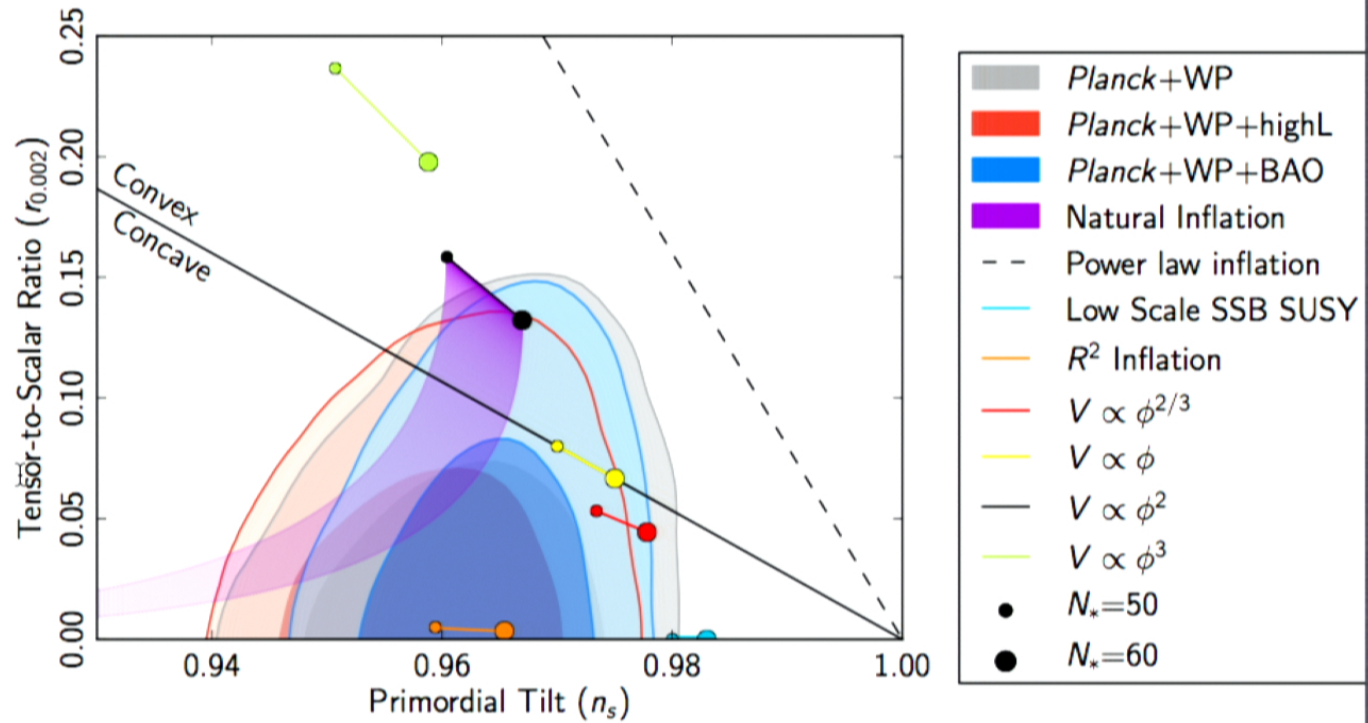 0.25
0.20
0.15
0.10
0.05
0.00
Tensor-to-Scalar Ratio (r0.002)
Convex
Concave
0.94
0.96
0.98
1.00
Primordial Tilt (ns)
Planck+WP
Planck+WP+highL
Planck+WP+BAO
Natural Inflation
Power law inflation
Low Scale SSB SUSY
R² Inflation
V ∝ ϕ^2/3
V ∝ ϕ
V ∝ ϕ²
V ∝ ϕ³
N*=50
N*=60